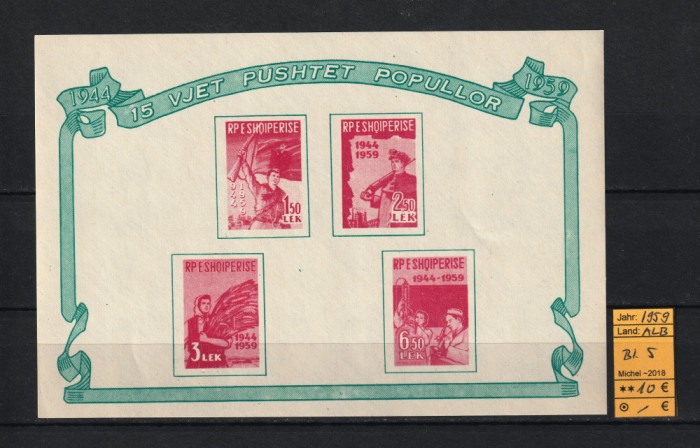 1944
15 VJET PUSHTET POPULLOR
1959
RP E SHQIPERISE
1944
1959
1 50
LEK
RP E SHQIPERISE
1944
1959
2 50
LEK
RP E SHQIPERISE
1944
1959
3 LEK
RP E SHQIPERISE
1944-1959
6 50
LEK
Jahr: 1959
Land: ALB
Bl. 5
Michel ~2018
** 10 €
⊙ / €